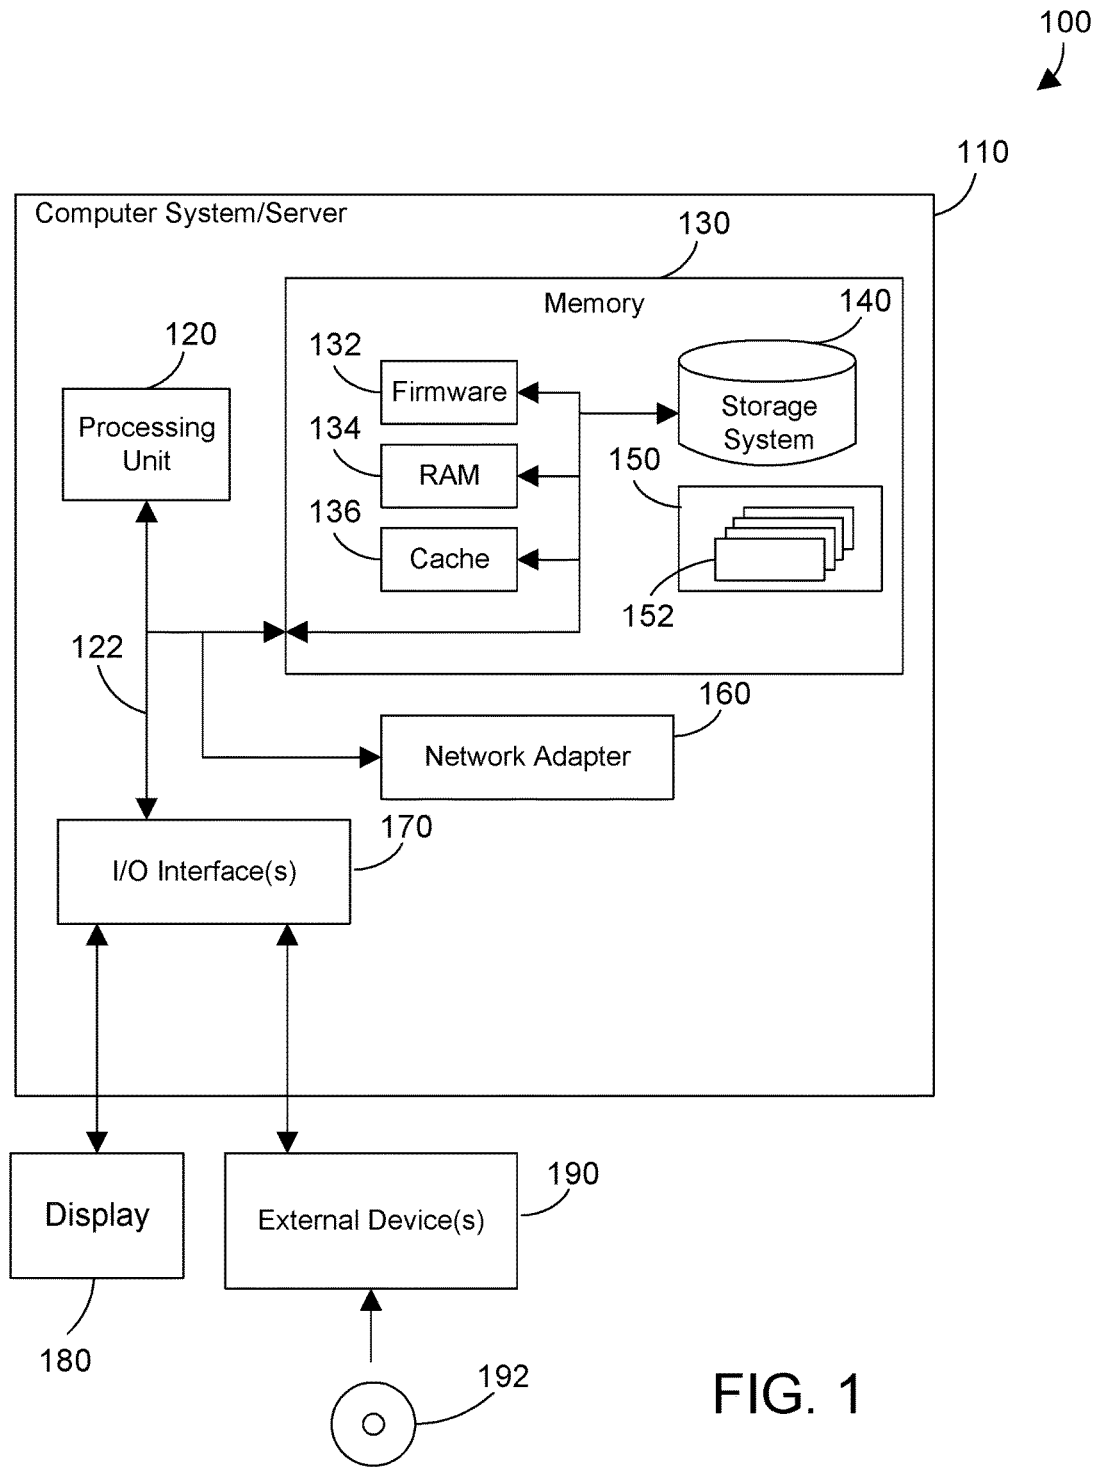 100
110
Computer System/Server
130
Memory
140
120
132
Firmware
Storage
System
Processing
Unit
134
RAM
150
136
Cache
152
122
160
Network Adapter
170
I/O Interface(s)
190
Display
External Device(s)
180
192
FIG. 1